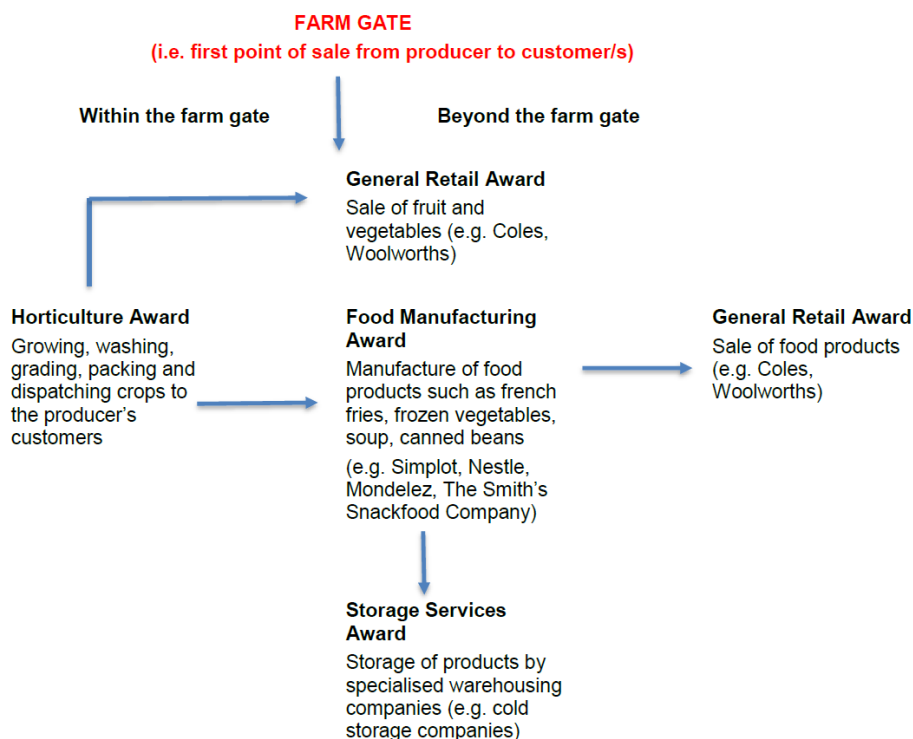 FARM GATE
(i.e. first point of sale from producer to customer/s)
Within the farm gate
Beyond the farm gate
General Retail Award
Sale of fruit and
vegetables (e.g. Coles,
Woolworths)
Horticulture Award
Growing, washing,
grading, packing and
dispatching crops to
the producer’s
customers
Food Manufacturing
Award
Manufacture of food
products such as french
fries, frozen vegetables,
soup, canned beans
(e.g. Simplot, Nestle,
Mondelez, The Smith’s
Snackfood Company)
General Retail Award
Sale of food products
(e.g. Coles,
Woolworths)
Storage Services
Award
Storage of products by
specialised warehousing
companies (e.g. cold
storage companies)